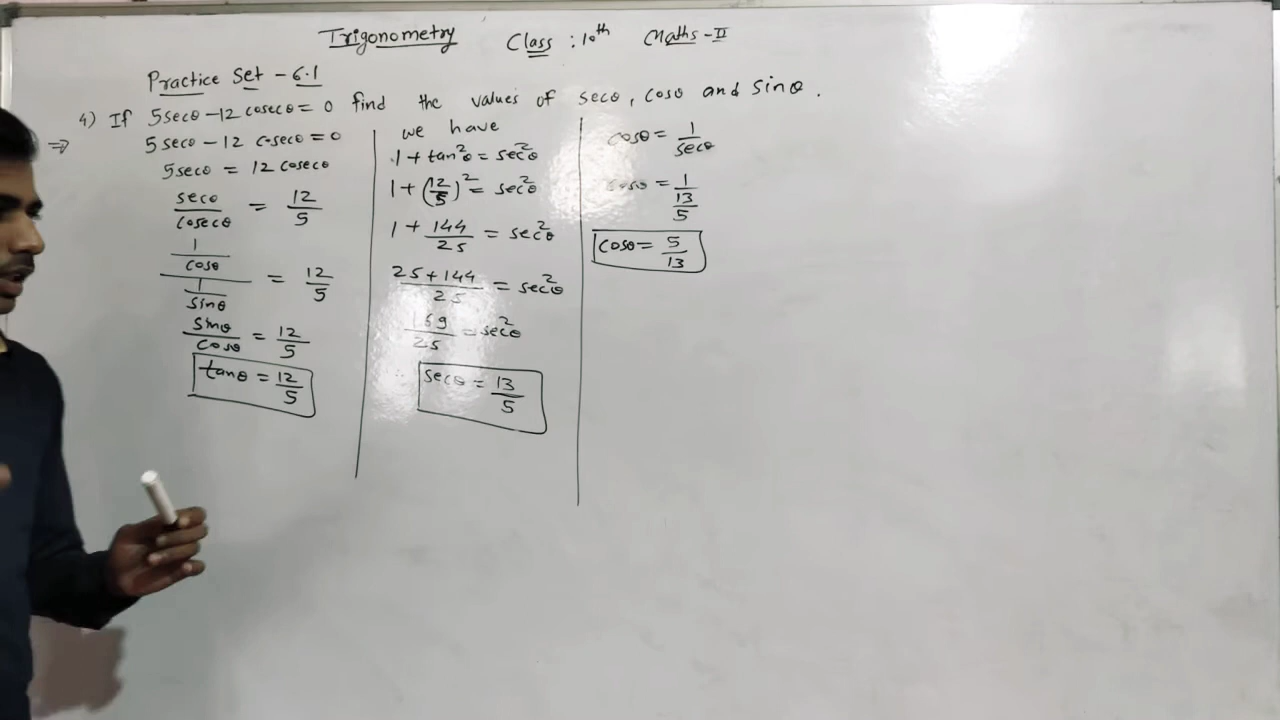 Trigonometry Class : 10th Maths - II
Practice Set - 6.1
4) If 5secθ - 12 cosecθ = 0 find the values of secθ, cosθ and sinθ.
⇒ 5secθ - 12 cosecθ = 0
5secθ = 12 cosecθ
secθ/cosecθ = 12/5
(1/cosθ)/(1/sinθ) = 12/5
sinθ/cosθ = 12/5
tanθ = 12/5
we have
1 + tan²θ = sec²θ
1 + (12/5)² = sec²θ
1 + 144/25 = sec²θ
(25 + 144)/25 = sec²θ
169/25 = sec²θ
∴ secθ = 13/5
cosθ = 1/secθ
cosθ = 1/(13/5)
cosθ = 5/13